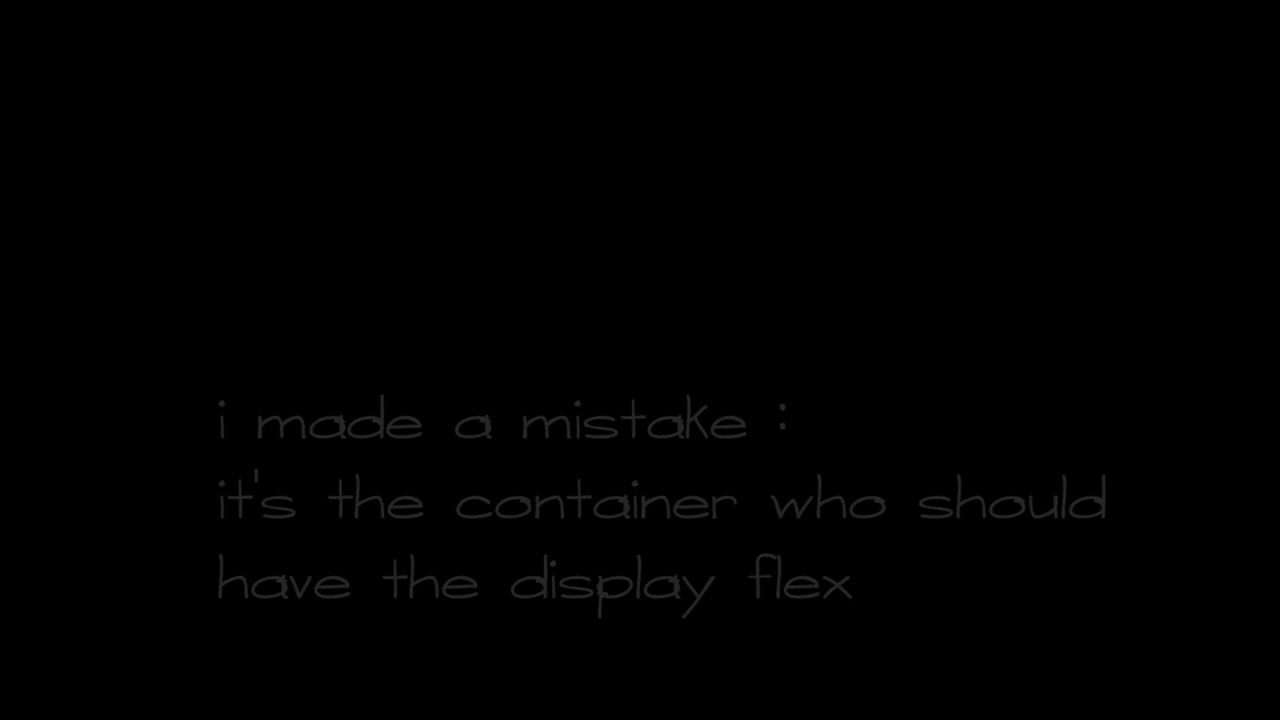 i made a mistake :
it's the container who should
have the display flex